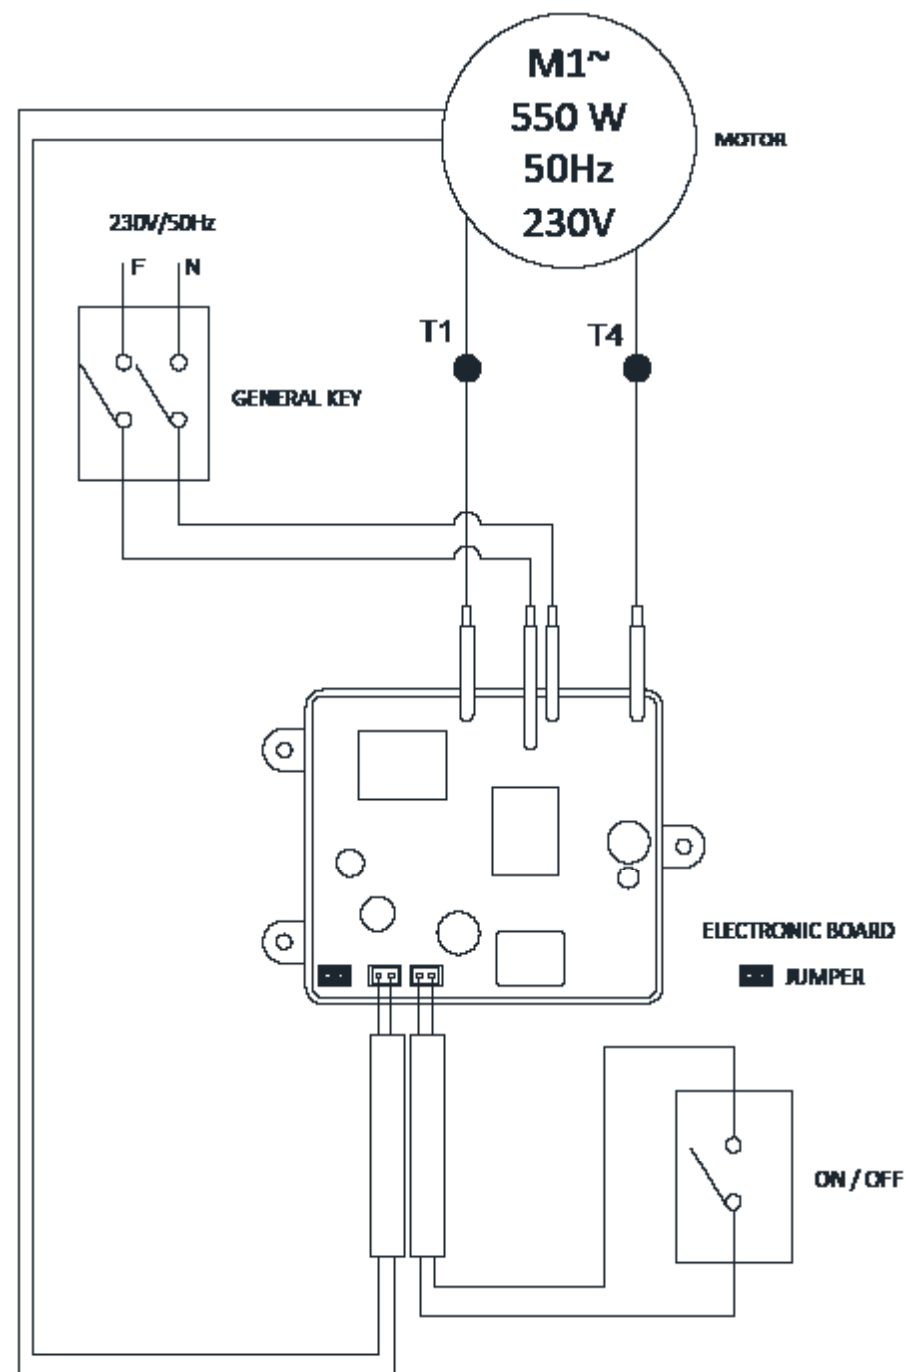 M1~
550 W
50Hz
230V
MOTOR
230V/50Hz
F N
T1
T4
GENERAL KEY
ELECTRONIC BOARD
JUMPER
ON / OFF